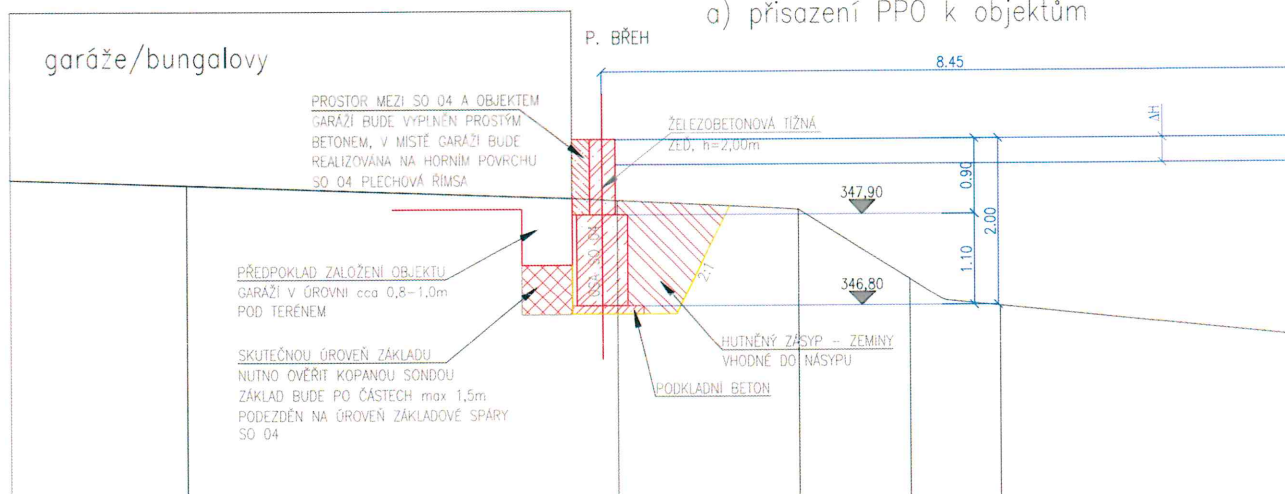 a) přisazení PPO k objektům
garáže/bungalovy
P. BŘEH
8.45
PROSTOR MEZI SO 04 A OBJEKTEM
GARÁŽÍ BUDE VYPLNĚN PROSTÝM
BETONEM, V MÍSTĚ GARÁŽÍ BUDE
REALIZOVÁNA NA HORNÍM POVRCHU
SO 04 PLECHOVÁ ŘÍMSA
ŽELEZOBETONOVÁ TÍŽNÁ
ZEĎ, h=2,00m
ΔH
0.90
2.00
1.10
347,90
346,80
OSA SO 04
2:1
PŘEDPOKLAD ZALOŽENÍ OBJEKTU
GARÁŽÍ V ÚROVNI cca 0,8-1,0m
POD TERÉNEM
SKUTEČNOU ÚROVEŇ ZÁKLADU
NUTNO OVĚŘIT KOPANOU SONDOU
ZÁKLAD BUDE PO ČÁSTECH max 1,5m
PODEZDĚN NA ÚROVEŇ ZÁKLADOVÉ SPÁRY
SO 04
HUTNĚNÝ ZÁSYP – ZEMINY
VHODNÉ DO NÁSYPU
PODKLADNÍ BETON